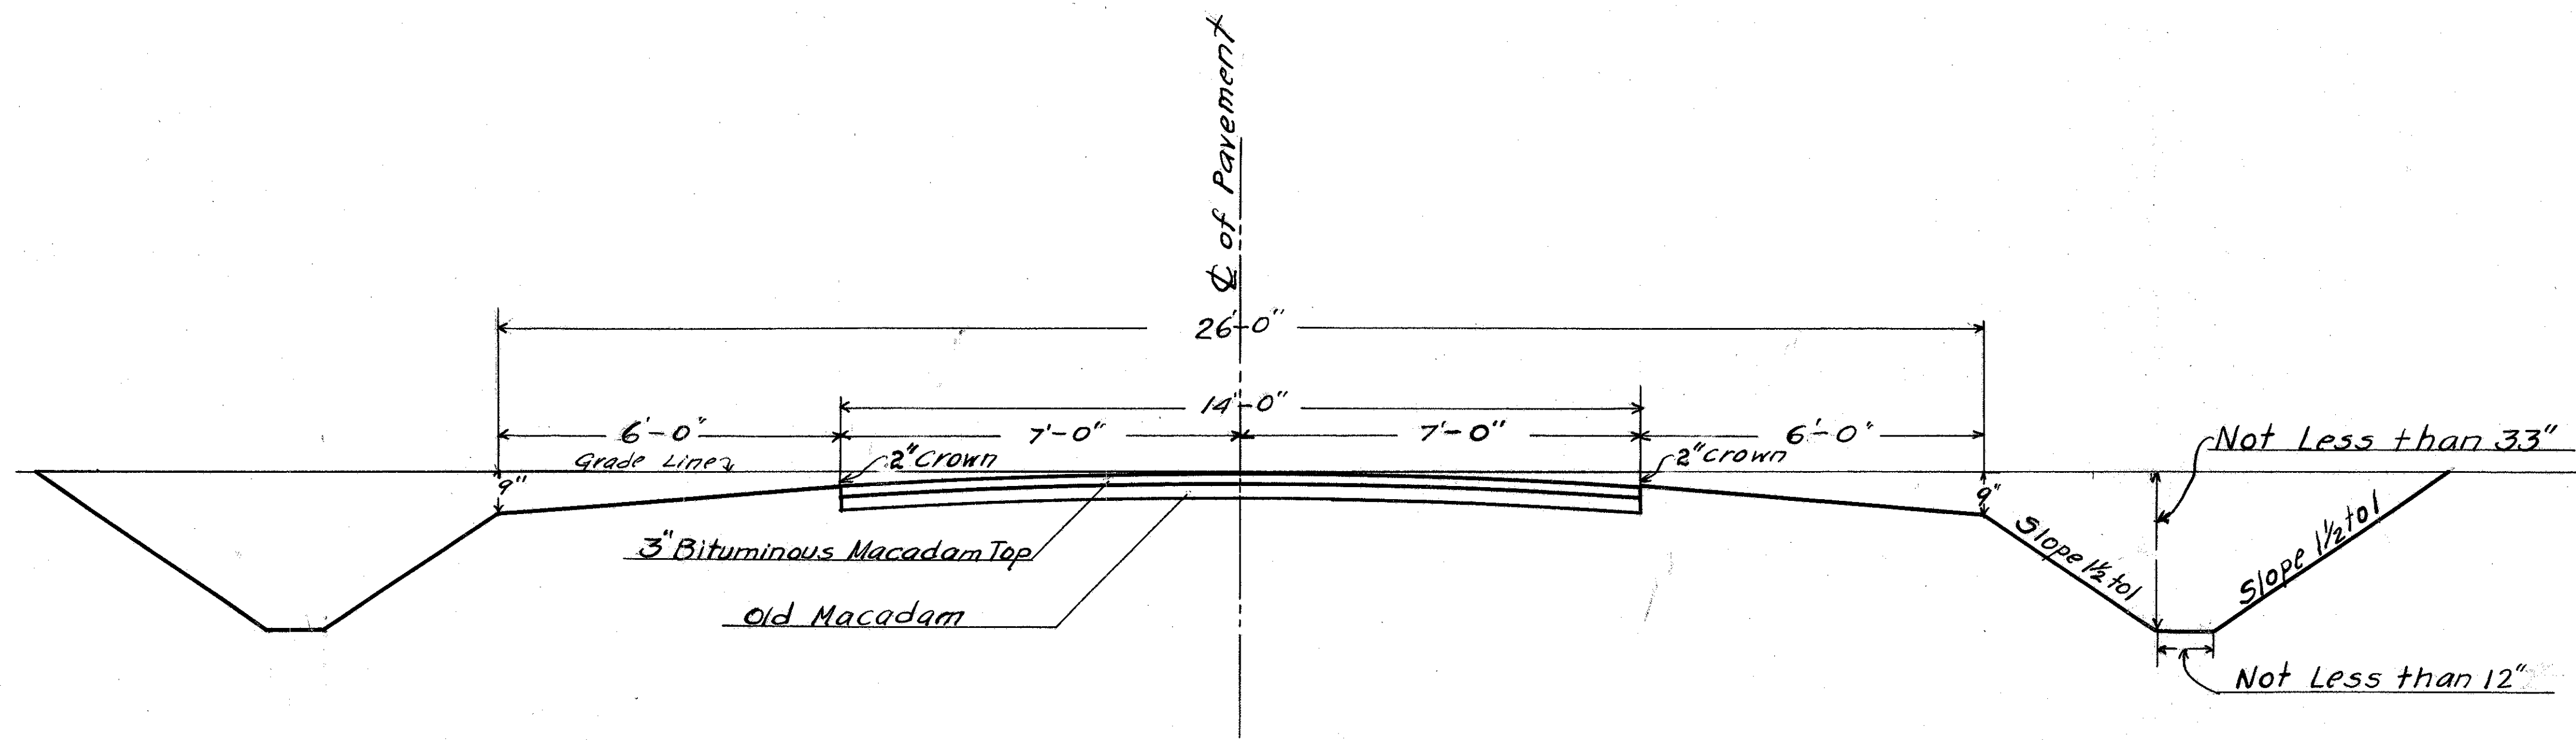 ℄ of Pavement
26'-0"
14'-0"
6'-0" 7'-0" 7'-0" 6'-0"
Grade Line 2" Crown 2" Crown Not Less than 33"
9" 9"
3" Bituminous Macadam Top
Slope 1½ to 1 Slope 1½ to 1
Old Macadam
Not Less than 12"